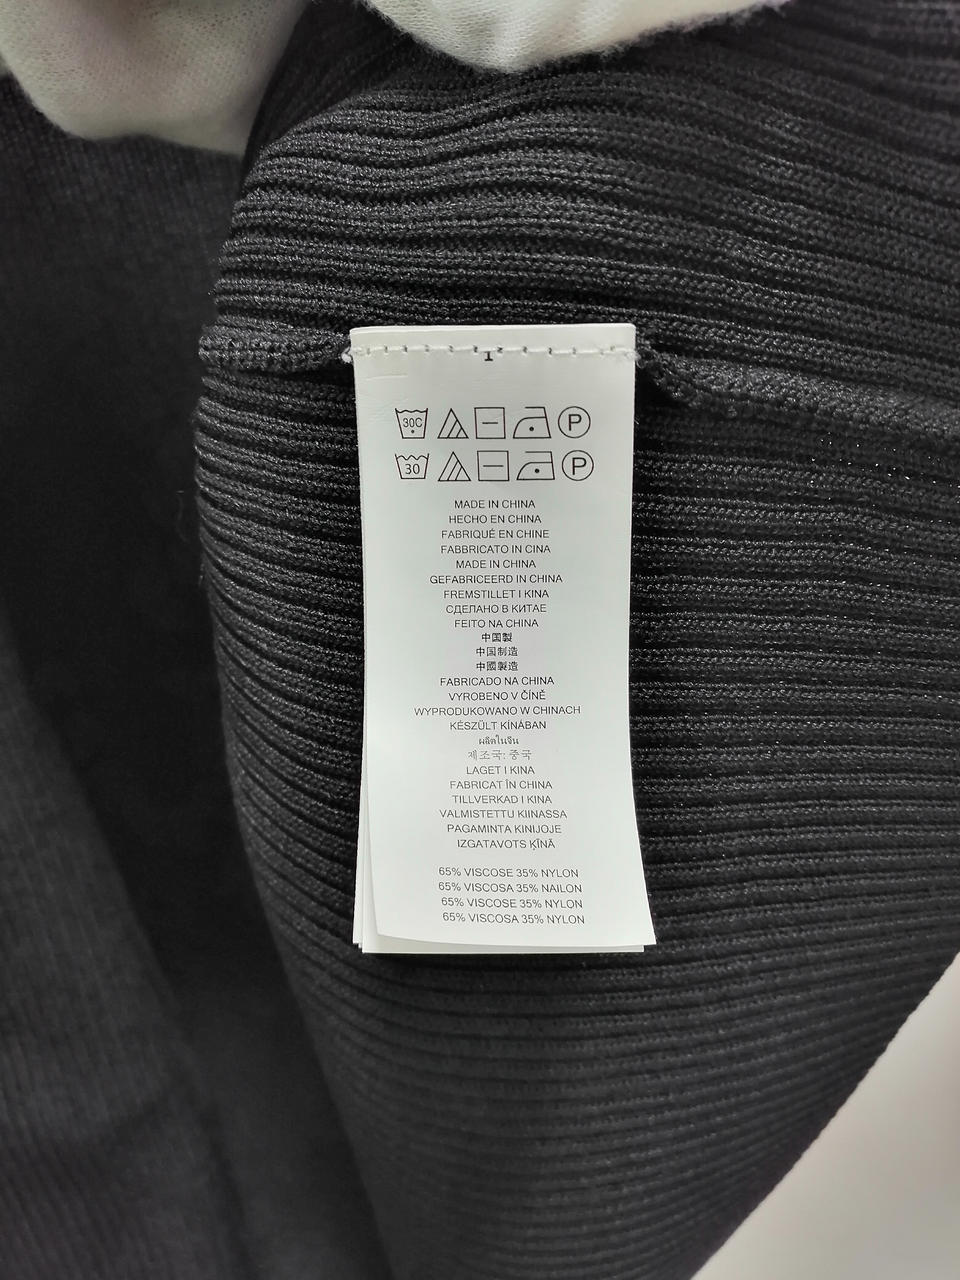 30C P
30 P
MADE IN CHINA
HECHO EN CHINA
FABRIQUÉ EN CHINE
FABBRICATO IN CINA
MADE IN CHINA
GEFABRICEERD IN CHINA
FREMSTILLET I KINA
СДЕЛАНО В КИТАЕ
FEITO NA CHINA
中国製
中国制造
中國製造
FABRICADO NA CHINA
VYROBENO V ČÍNĚ
WYPRODUKOWANO W CHINACH
KÉSZÜLT KÍNÁBAN
ผลิตในจีน
제조국: 중국
LAGET I KINA
FABRICAT ÎN CHINA
TILLVERKAD I KINA
VALMISTETTU KIINASSA
PAGAMINTA KINIJOJE
IZGATAVOTS ĶĪNĀ
65% VISCOSE 35% NYLON
65% VISCOSA 35% NAILON
65% VISCOSE 35% NYLON
65% VISCOSA 35% NYLON